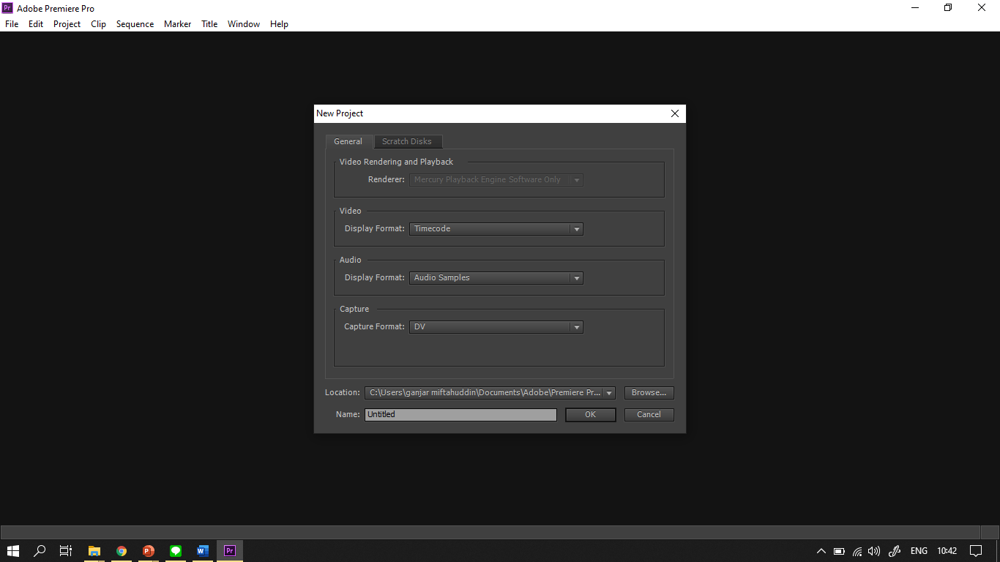 Pr Adobe Premiere Pro
File Edit Project Clip Sequence Marker Title Window Help
New Project
General Scratch Disks
Video Rendering and Playback
Renderer: Mercury Playback Engine Software Only
Video
Display Format: Timecode
Audio
Display Format: Audio Samples
Capture
Capture Format: DV
Location: C:\Users\ganjar miftahuddin\Documents\Adobe\Premiere Pr... Browse...
Name: Untitled OK Cancel
P W Pr ENG 10:42